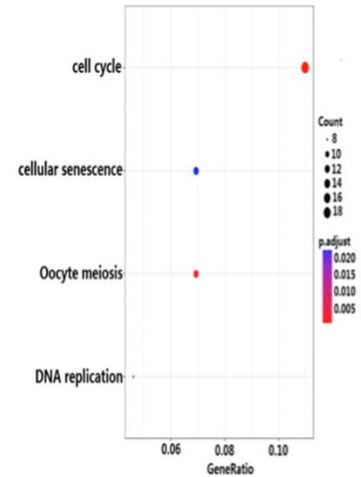 cell cycle
cellular senescence
Oocyte meiosis
DNA replication
0.06 0.08 0.10
GeneRatio
Count
8
10
12
14
16
18
p.adjust
0.020
0.015
0.010
0.005